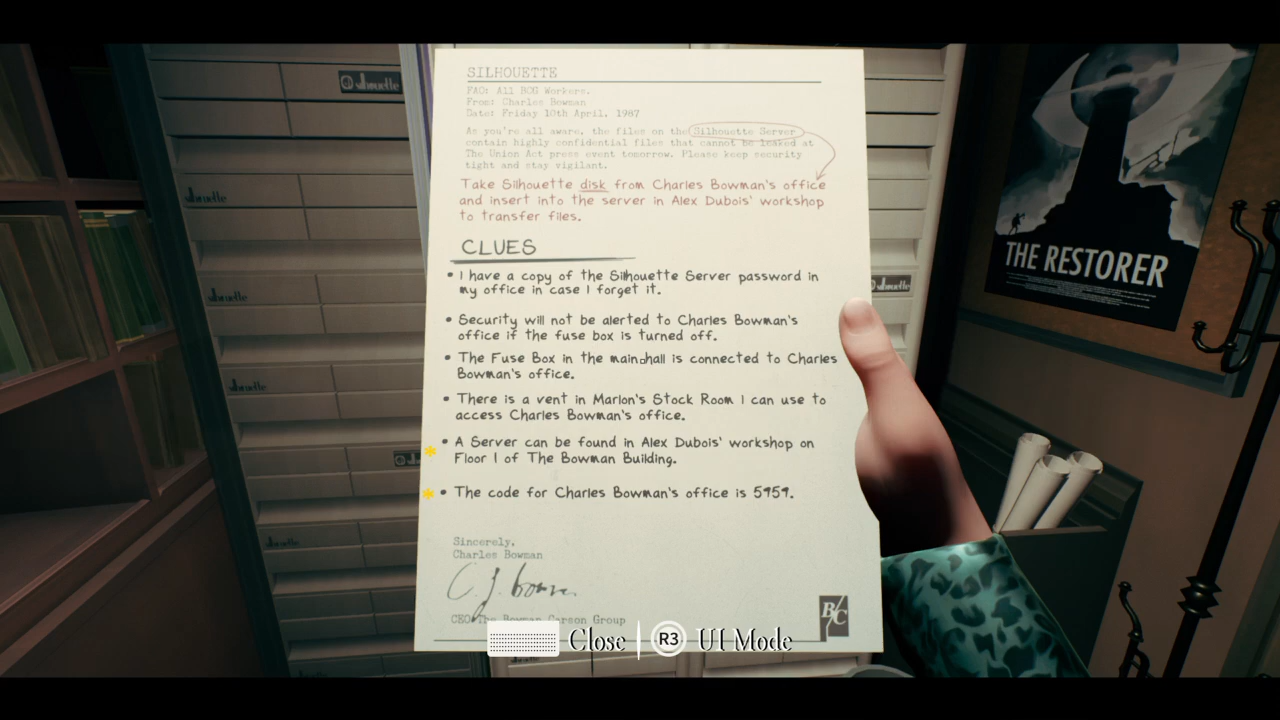 SILHOUETTE
FAO: All BCG Workers.
From: Charles Bowman
Date: Friday 10th April, 1987
As you're all aware, the files on the Silhouette Server
contain highly confidential files that cannot be leaked at
The Union Act press event tomorrow. Please keep security
tight and stay vigilant.
Take Silhouette disk from Charles Bowman's office
and insert into the server in Alex Dubois' workshop
to transfer files.
CLUES
• I have a copy of the Silhouette Server password in
my office in case I forget it.
• Security will not be alerted to Charles Bowman's
office if the fuse box is turned off.
• The Fuse Box in the main hall is connected to Charles
Bowman's office.
• There is a vent in Marlon's Stock Room I can use to
access Charles Bowman's office.
* • A Server can be found in Alex Dubois' workshop on
Floor 1 of The Bowman Building.
* • The code for Charles Bowman's office is 5959.
Sincerely,
Charles Bowman
C. J. Bowman
CEO The Bowman Carson Group
B/C
silhouette
silhouette
silhouette
silhouette
silhouette
silhouette
THE RESTORER
Close
R3 UI Mode